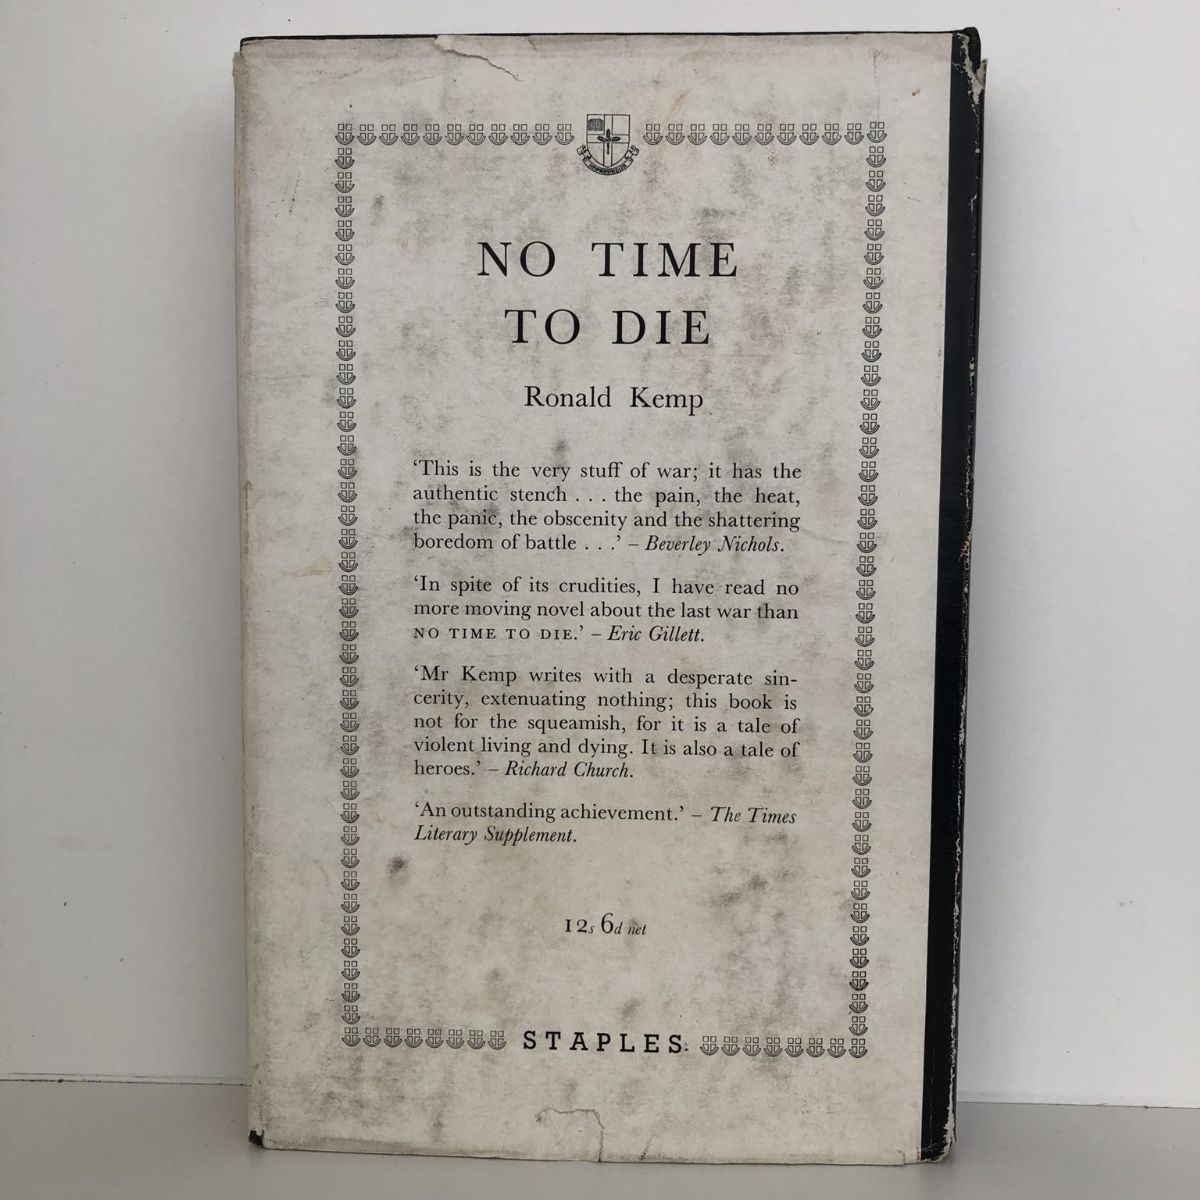 NO TIME
TO DIE
Ronald Kemp
‘This is the very stuff of war; it has the
authentic stench . . . the pain, the heat,
the panic, the obscenity and the shattering
boredom of battle . . .’ – Beverley Nichols.
‘In spite of its crudities, I have read no
more moving novel about the last war than
NO TIME TO DIE.’ – Eric Gillett.
‘Mr Kemp writes with a desperate sin-
cerity, extenuating nothing; this book is
not for the squeamish, for it is a tale of
violent living and dying. It is also a tale of
heroes.’ – Richard Church.
‘An outstanding achievement.’ – The Times
Literary Supplement.
12s 6d net
STAPLES